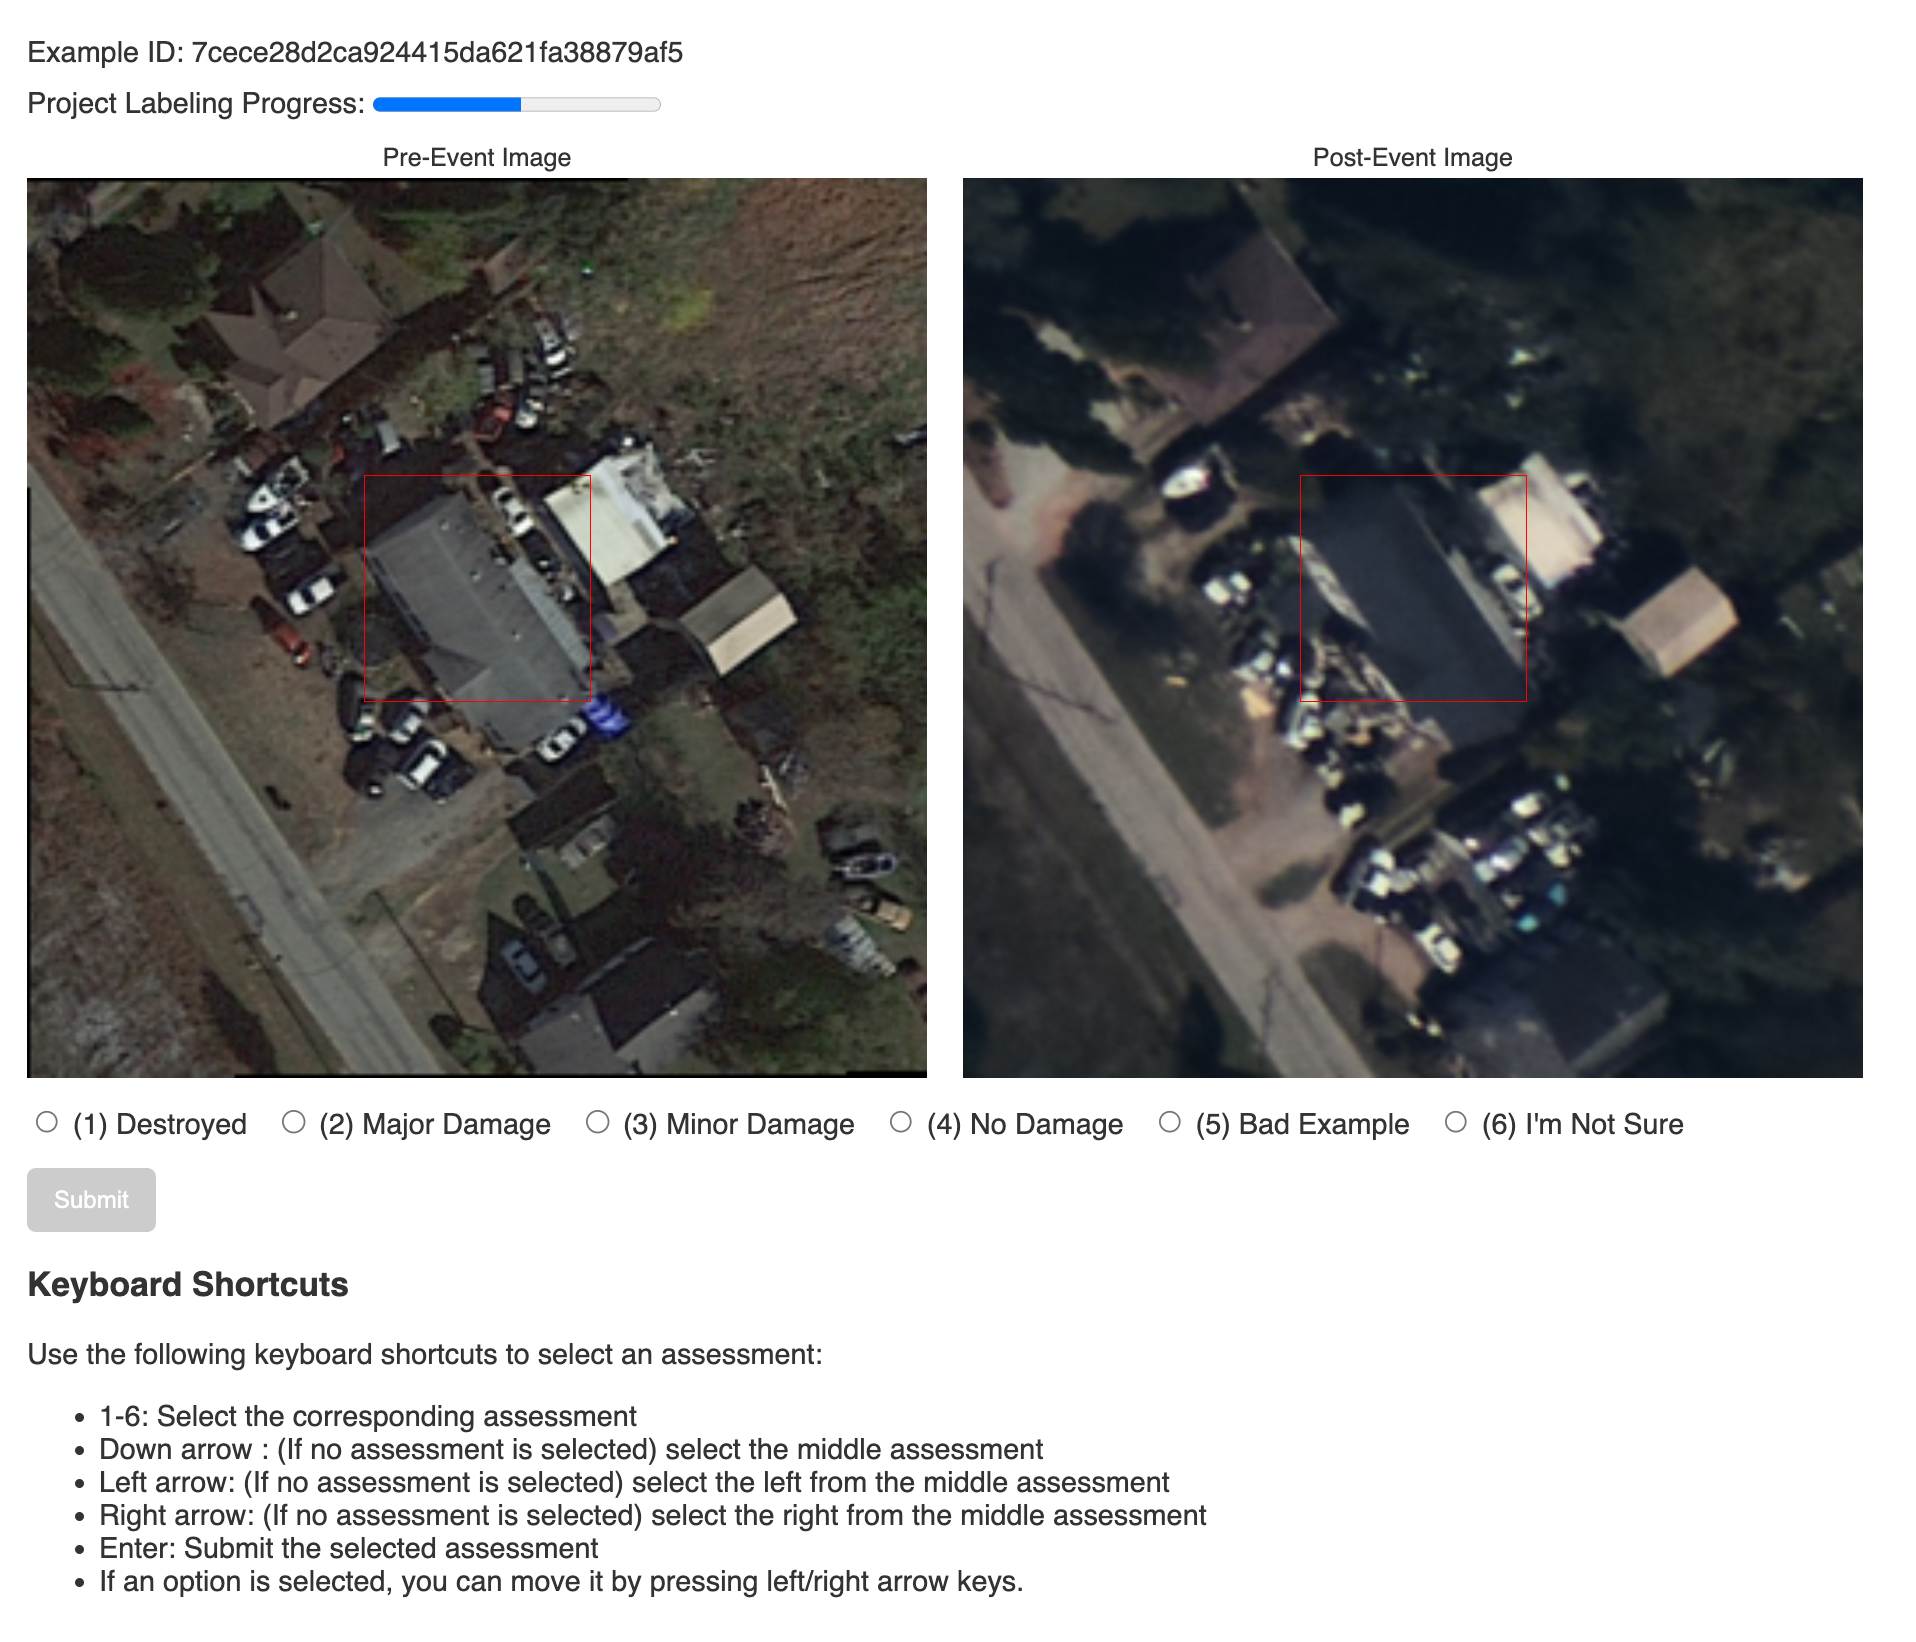 Example ID: 7cece28d2ca924415da621fa38879af5
Project Labeling Progress:
Pre-Event Image
Post-Event Image
(1) Destroyed (2) Major Damage (3) Minor Damage (4) No Damage (5) Bad Example (6) I'm Not Sure
Submit
Keyboard Shortcuts
Use the following keyboard shortcuts to select an assessment:
• 1-6: Select the corresponding assessment
• Down arrow : (If no assessment is selected) select the middle assessment
• Left arrow: (If no assessment is selected) select the left from the middle assessment
• Right arrow: (If no assessment is selected) select the right from the middle assessment
• Enter: Submit the selected assessment
• If an option is selected, you can move it by pressing left/right arrow keys.